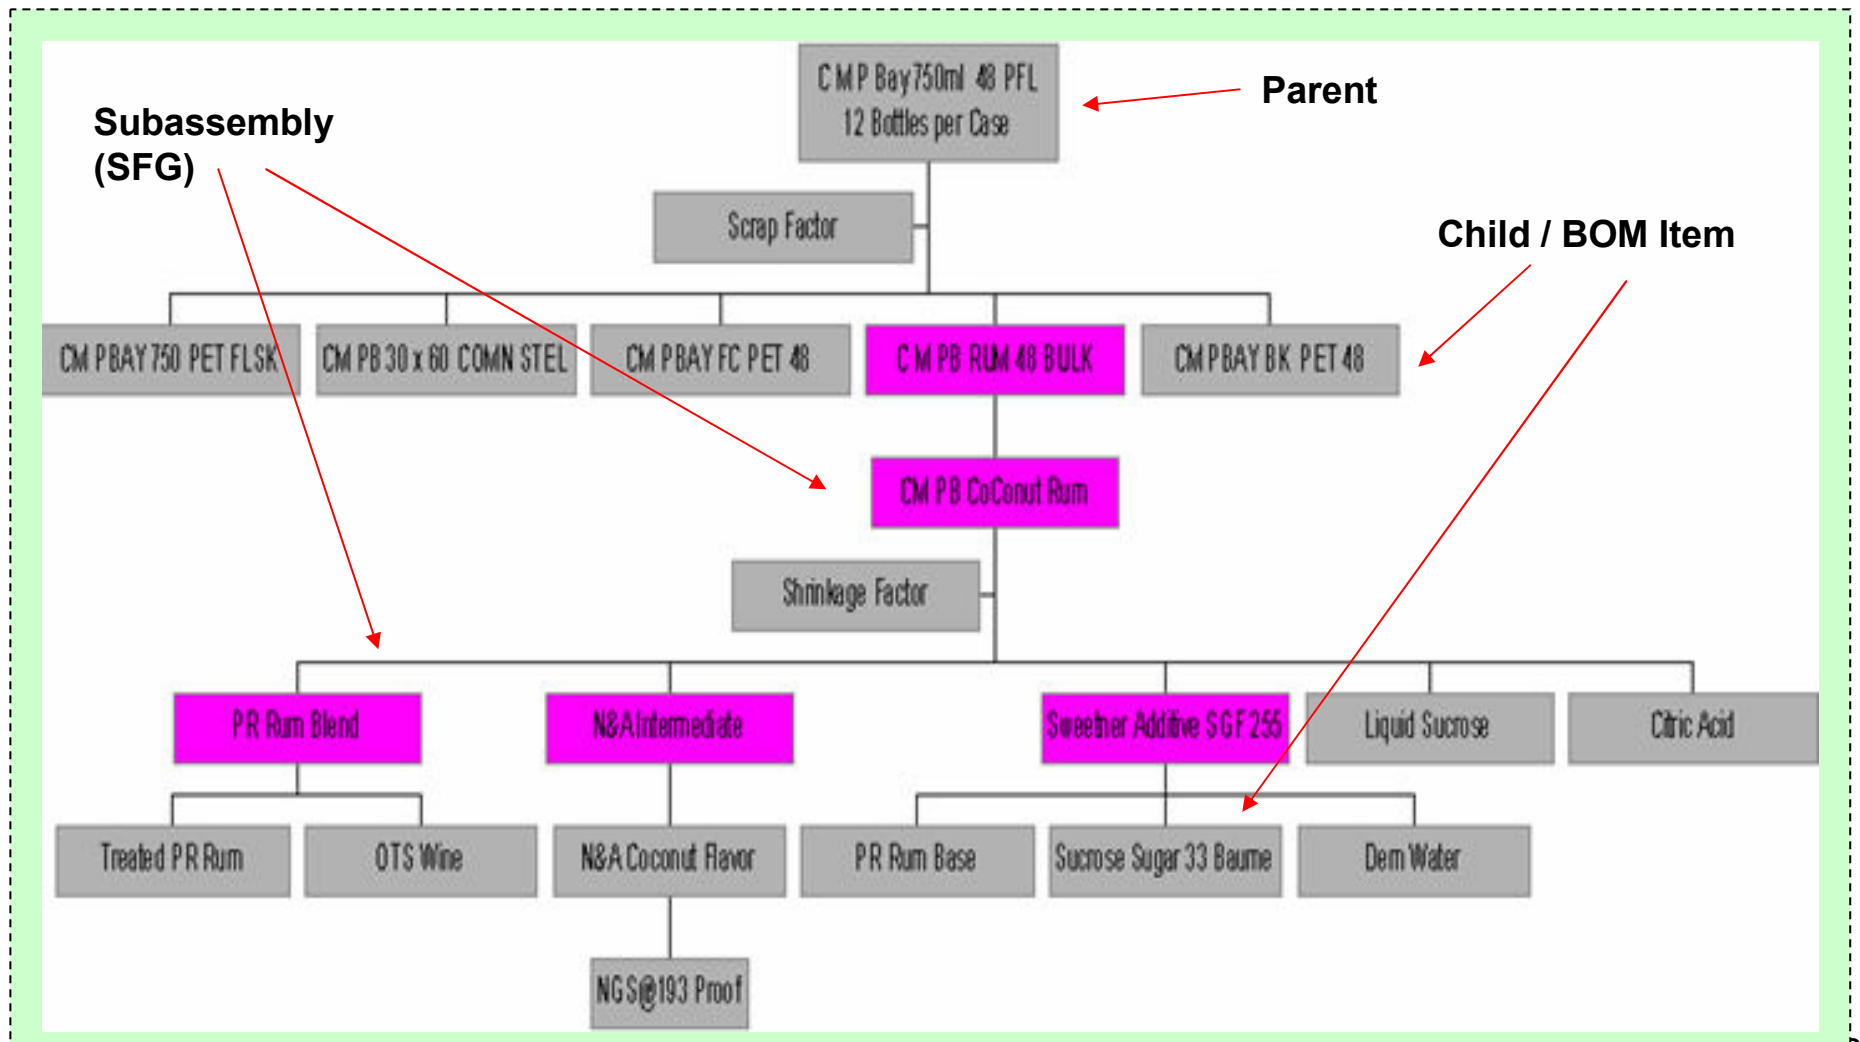 CM P Bay 750ml 48 PFL
12 Bottles per Case
Parent
Subassembly
(SFG)
Scrap Factor
Child / BOM Item
CM PBAY 750 PET FLSK
CM PB 30 x 60 COMN STEL
CM PBAY FC PET 48
CM PB RUM 48 BULK
CM PBAY BK PET 48
CM PB CoConut Rum
Shrinkage Factor
PR Rum Blend
N&A Intermediate
Sweetner Additive SGF 255
Liquid Sucrose
Citric Acid
Treated PR Rum
OTS Wine
N&A Coconut Flavor
PR Rum Base
Sucrose Sugar 33 Baume
Dem Water
NGS@193 Proof